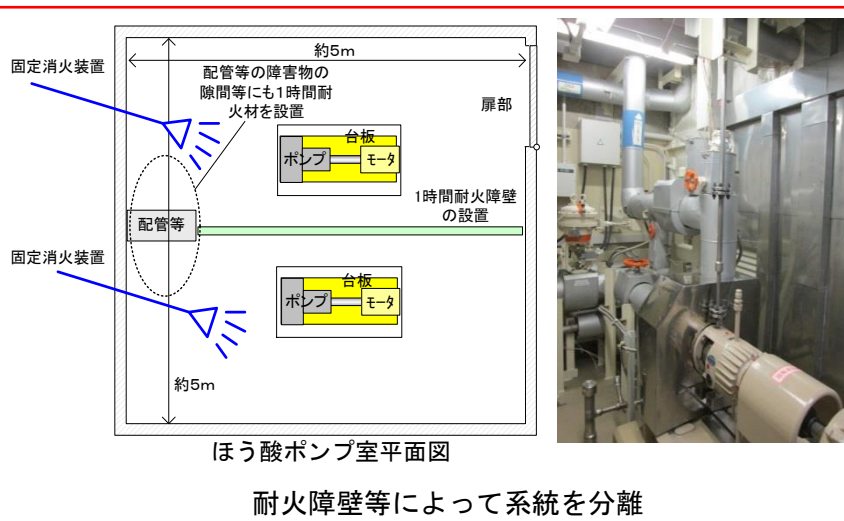 約5m
固定消火装置
配管等の障害物の
隙間等にも1時間耐
火材を設置
扉部
台板
ポンプ
モータ
1時間耐火障壁
の設置
配管等
固定消火装置
台板
ポンプ
モータ
約5m
ほう酸ポンプ室平面図
耐火障壁等によって系統を分離